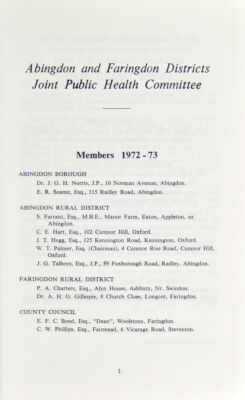 Abingdon and Faringdon Districts
Joint Public Health Committee
Members 1972-73
ABINGDON BOROUGH
Dr. J. G. H. Norris, J.P., 16 Norman Avenue, Abingdon.
E. R. Soame, Esq., 115 Radley Road, Abingdon.
ABINGDON RURAL DISTRICT
S. Farrant, Esq., M.B.E., Manor Farm, Eaton, Appleton, nr.
Abingdon.
C. E. Hart, Esq., 102 Cumnor Hill, Oxford.
J. T. Hogg, Esq., 125 Kennington Road, Kennington, Oxford.
W. T. Palmer, Esq. (Chairman), 4 Cumnor Rise Road, Cumnor Hill,
Oxford.
J. G. Talboys, Esq., J.P., 89 Foxborough Road, Radley, Abingdon.
FARINGDON RURAL DISTRICT
P. A. Charters, Esq., Alyn House, Ashbury, Nr. Swindon.
Dr. A. H. G. Gillespie, 8 Church Close, Longcot, Faringdon.
COUNTY COUNCIL
E. F. C. Bond, Esq., "Dean", Woolstone, Faringdon.
C. W. Phillips, Esq., Fairmead, 6 Vicarage Road, Steventon.
1